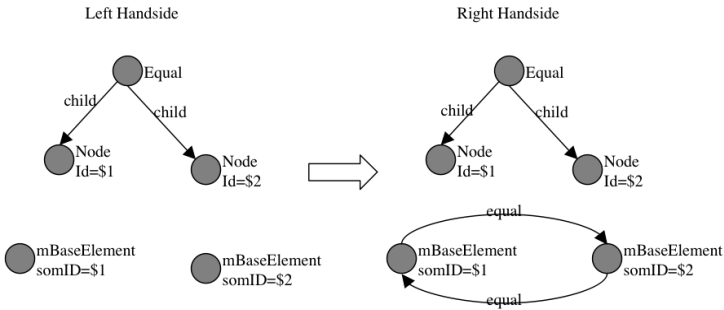 Left Handside
Right Handside
Equal
child
child
Node
Id=$1
Node
Id=$2
mBaseElement
somID=$1
mBaseElement
somID=$2
Equal
child
child
Node
Id=$1
Node
Id=$2
equal
mBaseElement
somID=$1
mBaseElement
somID=$2
equal